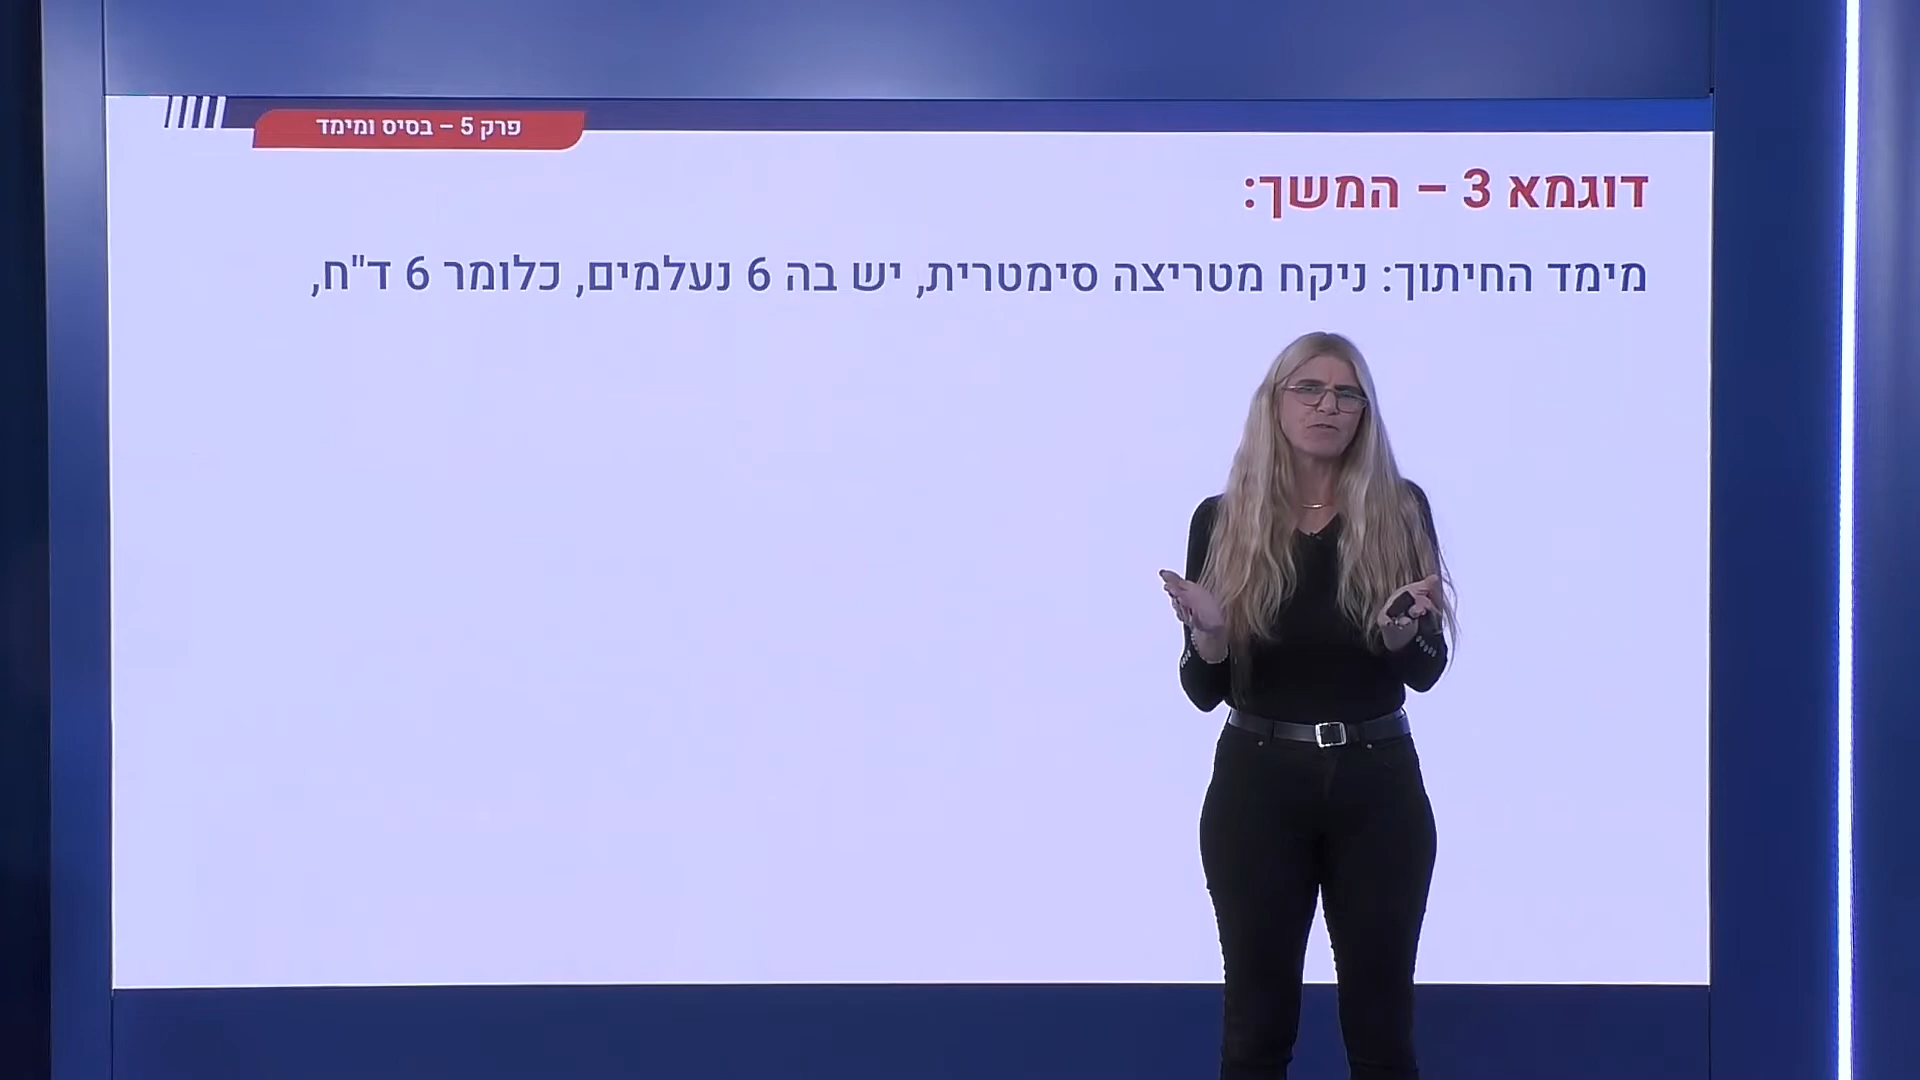 פרק 5 – בסיס ומימד
דוגמא 3 – המשך:
מימד החיתוך: ניקח מטריצה סימטרית, יש בה 6 נעלמים, כלומר 6 ד"ח,